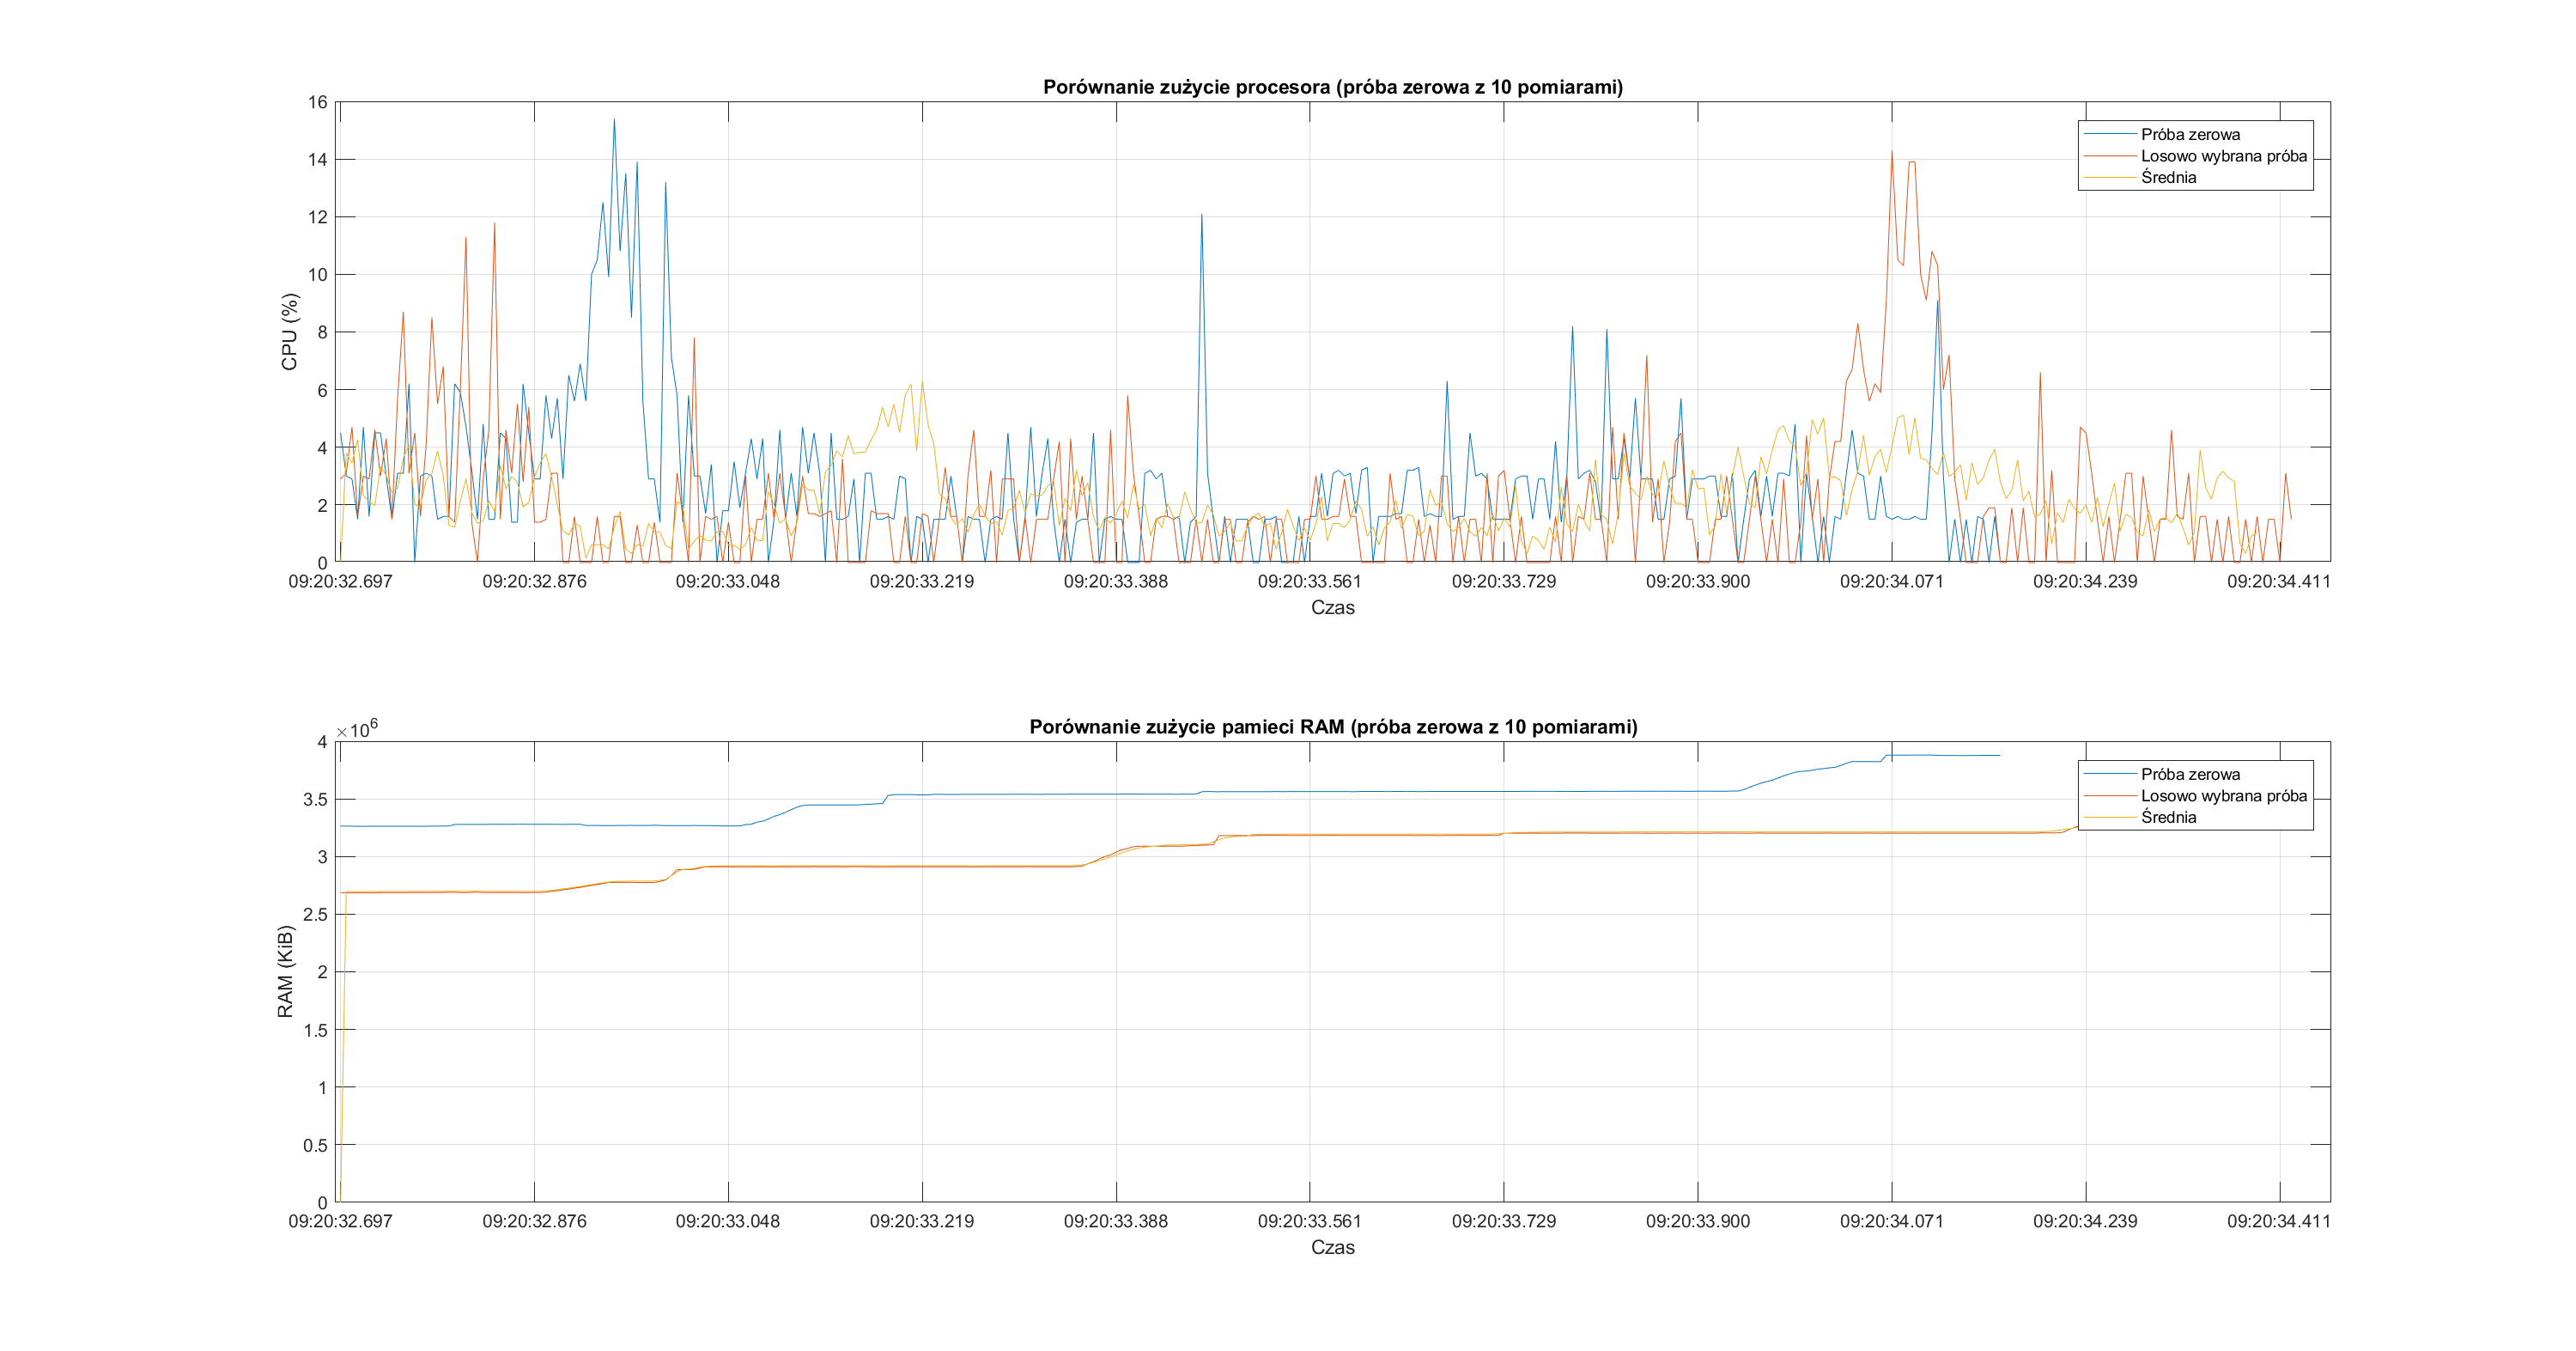 Porównanie zużycie procesora (próba zerowa z 10 pomiarami)
16
14
12
10
8
6
4
2
0
CPU (%)
Próba zerowa
Losowo wybrana próba
Średnia
09:20:32.697 09:20:32.876 09:20:33.048 09:20:33.219 09:20:33.388 09:20:33.561 09:20:33.729 09:20:33.900 09:20:34.071 09:20:34.239 09:20:34.411
Czas
Porównanie zużycie pamieci RAM (próba zerowa z 10 pomiarami)
×10⁶
4
3.5
3
2.5
2
1.5
1
0.5
0
RAM (KiB)
Próba zerowa
Losowo wybrana próba
Średnia
09:20:32.697 09:20:32.876 09:20:33.048 09:20:33.219 09:20:33.388 09:20:33.561 09:20:33.729 09:20:33.900 09:20:34.071 09:20:34.239 09:20:34.411
Czas